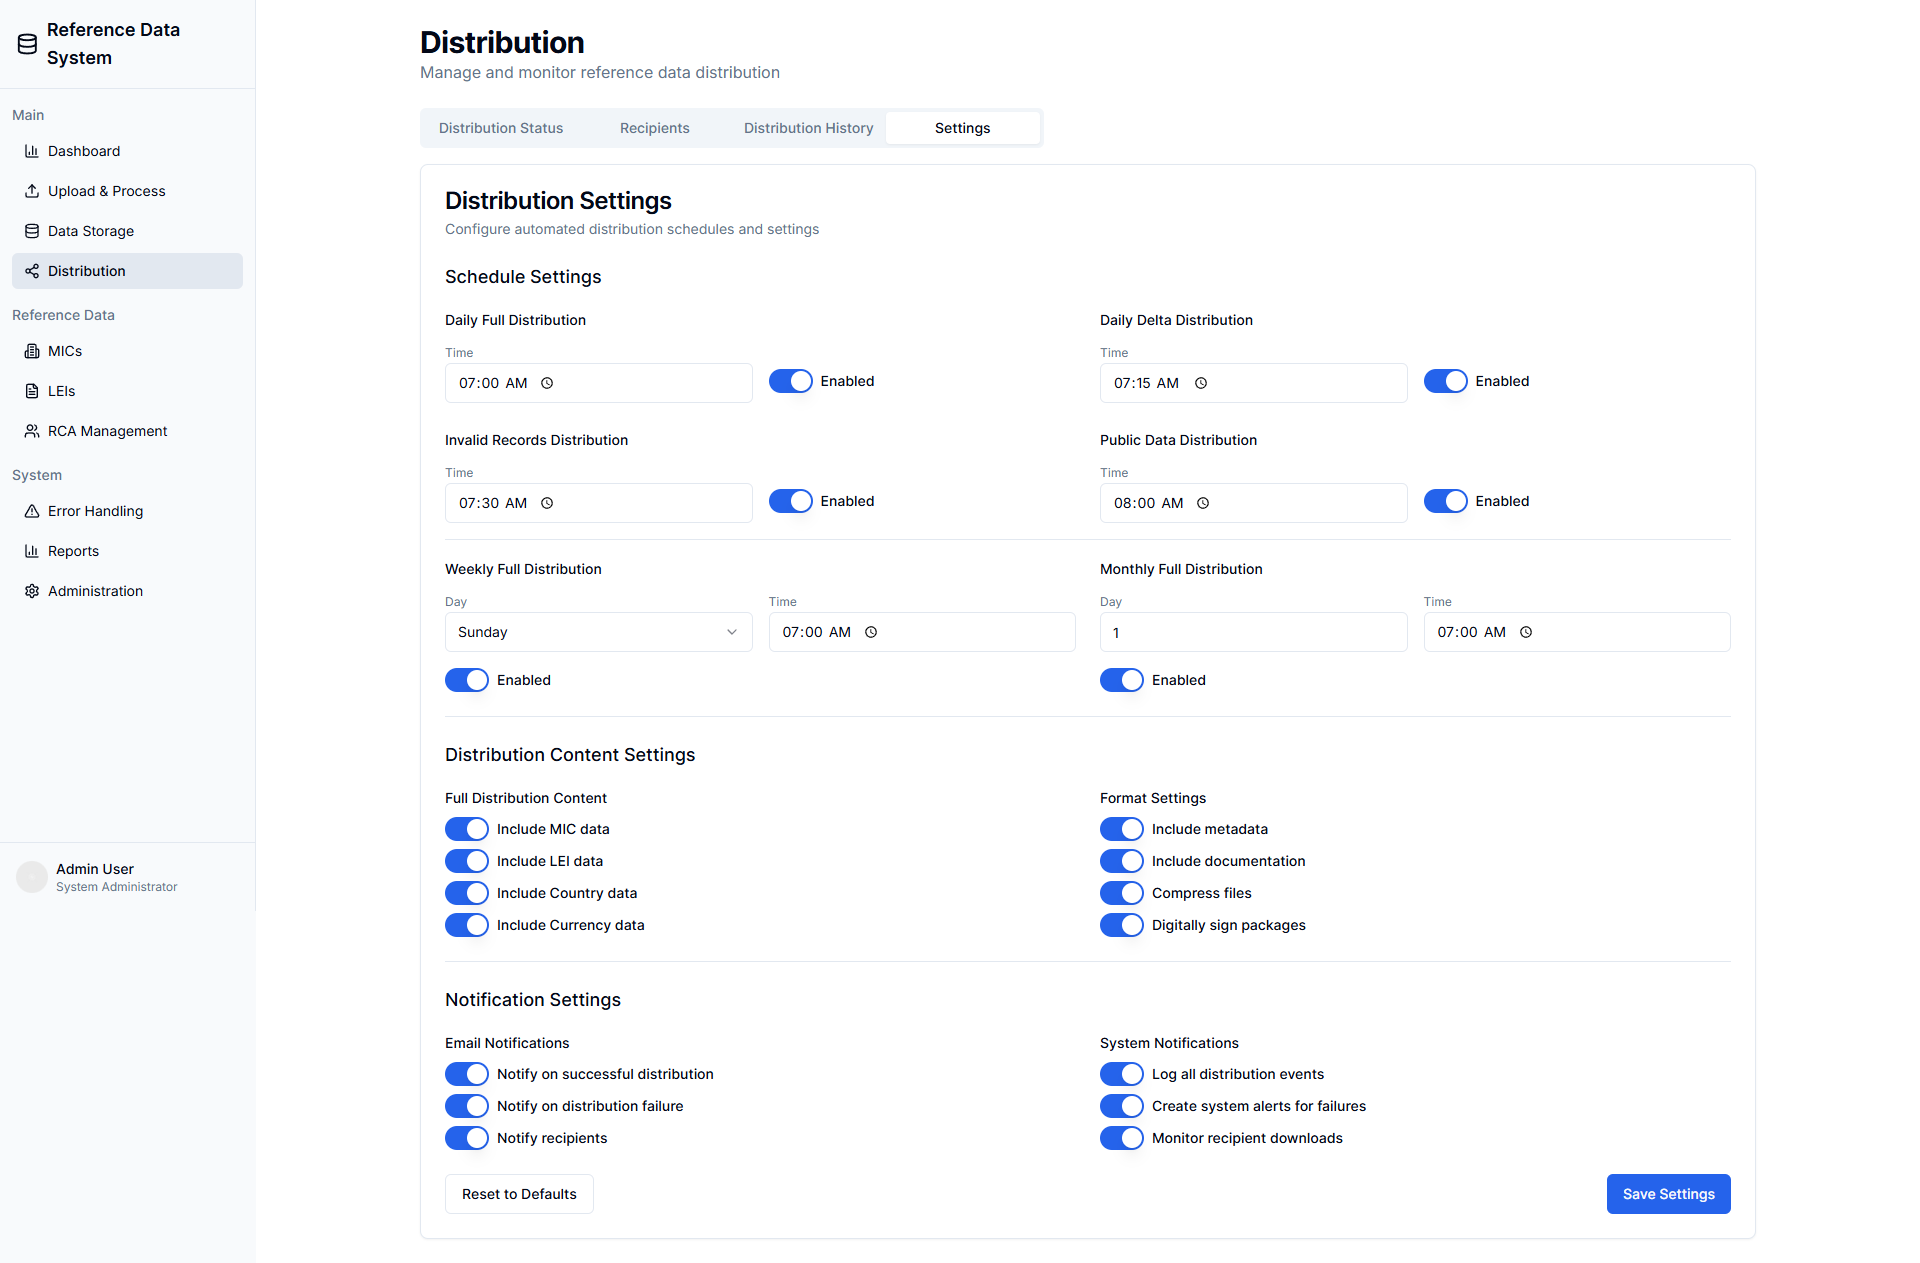 Reference Data
System
Main
Dashboard
Upload & Process
Data Storage
Distribution
Reference Data
MICs
LEIs
RCA Management
System
Error Handling
Reports
Administration
Admin User
System Administrator
Distribution
Manage and monitor reference data distribution
Distribution Status
Recipients
Distribution History
Settings
Distribution Settings
Configure automated distribution schedules and settings
Schedule Settings
Daily Full Distribution
Time
07:00 AM
Enabled
Daily Delta Distribution
Time
07:15 AM
Enabled
Invalid Records Distribution
Time
07:30 AM
Enabled
Public Data Distribution
Time
08:00 AM
Enabled
Weekly Full Distribution
Day
Sunday
Time
07:00 AM
Enabled
Monthly Full Distribution
Day
1
Time
07:00 AM
Enabled
Distribution Content Settings
Full Distribution Content
Include MIC data
Include LEI data
Include Country data
Include Currency data
Format Settings
Include metadata
Include documentation
Compress files
Digitally sign packages
Notification Settings
Email Notifications
Notify on successful distribution
Notify on distribution failure
Notify recipients
System Notifications
Log all distribution events
Create system alerts for failures
Monitor recipient downloads
Reset to Defaults
Save Settings